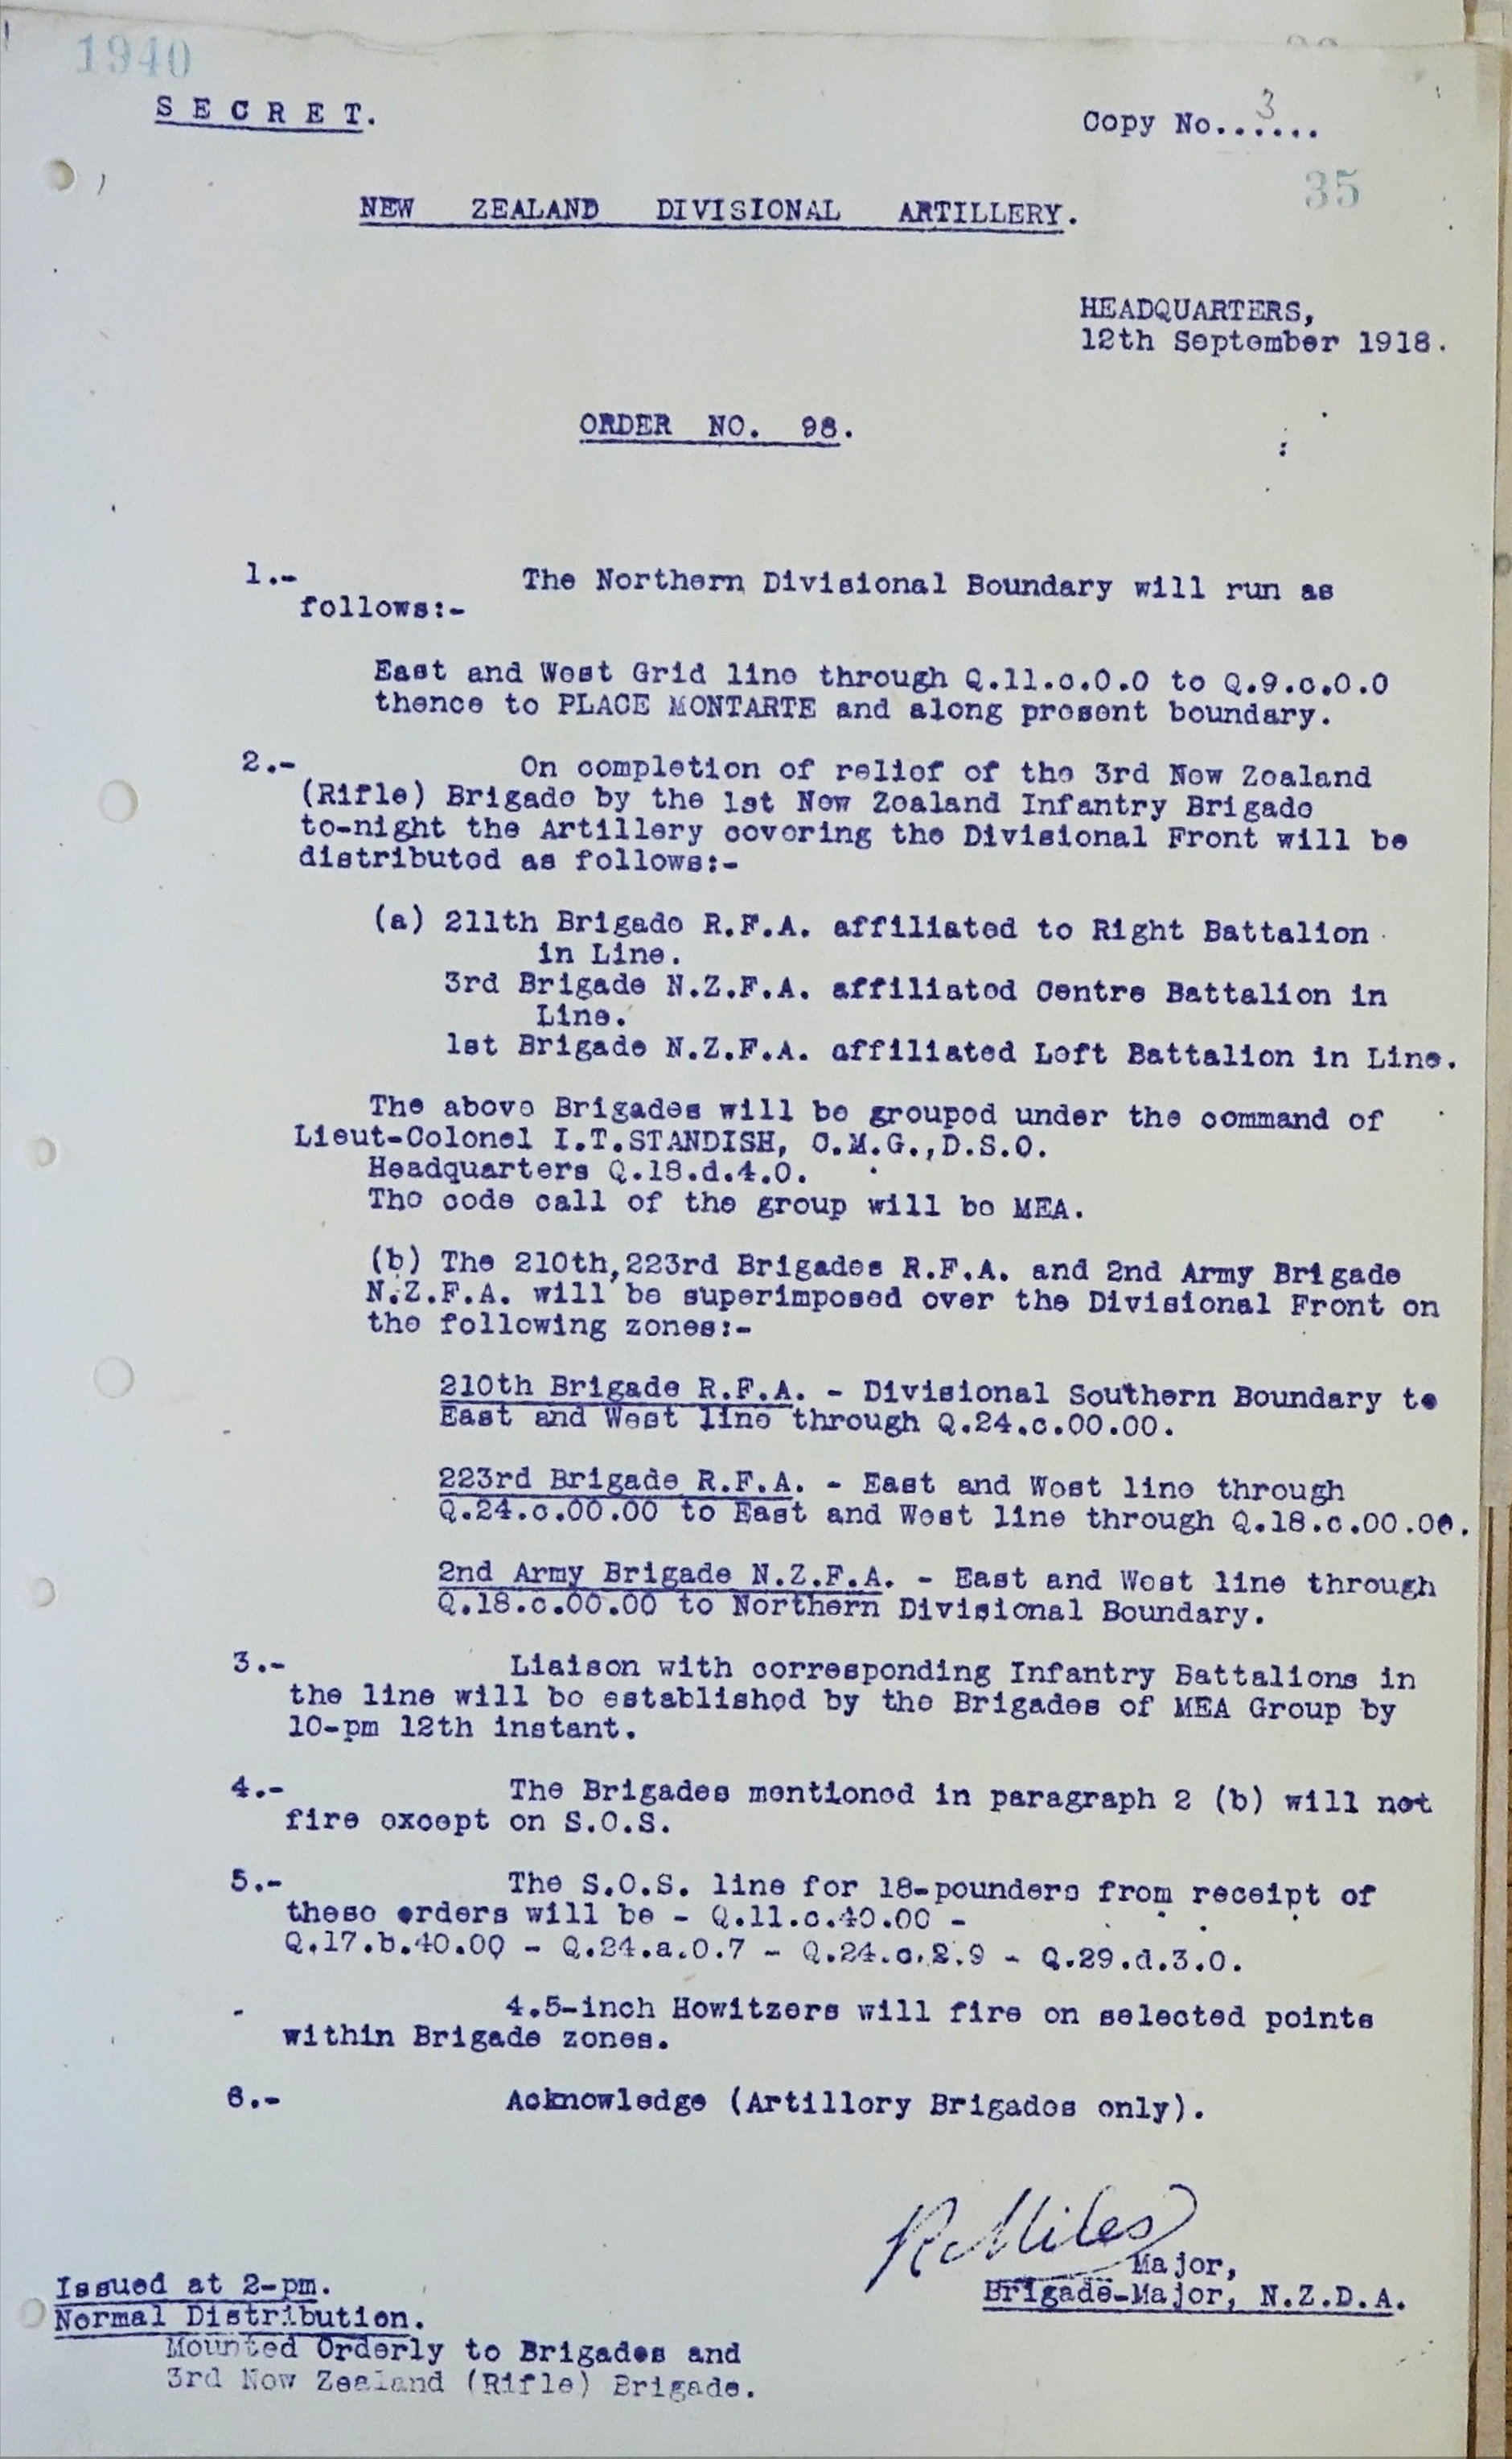 1940
S E C R E T.
Copy No...3...
35
NEW ZEALAND DIVISIONAL ARTILLERY.
HEADQUARTERS,
12th September 1918.
ORDER NO. 98.
1.- The Northern Divisional Boundary will run as
follows:-
East and West Grid line through Q.11.c.0.0 to Q.9.c.0.0
thence to PLACE MONTARTE and along present boundary.
2.- On completion of relief of the 3rd New Zealand
(Rifle) Brigade by the 1st New Zealand Infantry Brigade
to-night the Artillery covering the Divisional Front will be
distributed as follows:-
(a) 211th Brigade R.F.A. affiliated to Right Battalion
in Line.
3rd Brigade N.Z.F.A. affiliated Centre Battalion in
Line.
1st Brigade N.Z.F.A. affiliated Left Battalion in Line.
The above Brigades will be grouped under the command of
Lieut-Colonel I.T.STANDISH, C.M.G.,D.S.O.
Headquarters Q.18.d.4.0.
The code call of the group will be MEA.
(b) The 210th,223rd Brigades R.F.A. and 2nd Army Brigade
N.Z.F.A. will be superimposed over the Divisional Front on
the following zones:-
210th Brigade R.F.A. - Divisional Southern Boundary to
East and West line through Q.24.c.00.00.
223rd Brigade R.F.A. - East and West line through
Q.24.c.00.00 to East and West line through Q.18.c.00.00.
2nd Army Brigade N.Z.F.A. - East and West line through
Q.18.c.00.00 to Northern Divisional Boundary.
3.- Liaison with corresponding Infantry Battalions in
the line will be established by the Brigades of MEA Group by
10-pm 12th instant.
4.- The Brigades mentioned in paragraph 2 (b) will not
fire except on S.O.S.
5.- The S.O.S. line for 18-pounders from receipt of
these orders will be - Q.11.c.40.00 -
Q.17.b.40.00 - Q.24.a.0.7 - Q.24.c.2.9 - Q.29.d.3.0.
- 4.5-inch Howitzers will fire on selected points
within Brigade zones.
6.- Acknowledge (Artillery Brigades only).
R Miles
Major,
Brigade-Major, N.Z.D.A.
Issued at 2-pm.
Normal Distribution.
Mounted Orderly to Brigades and
3rd New Zealand (Rifle) Brigade.